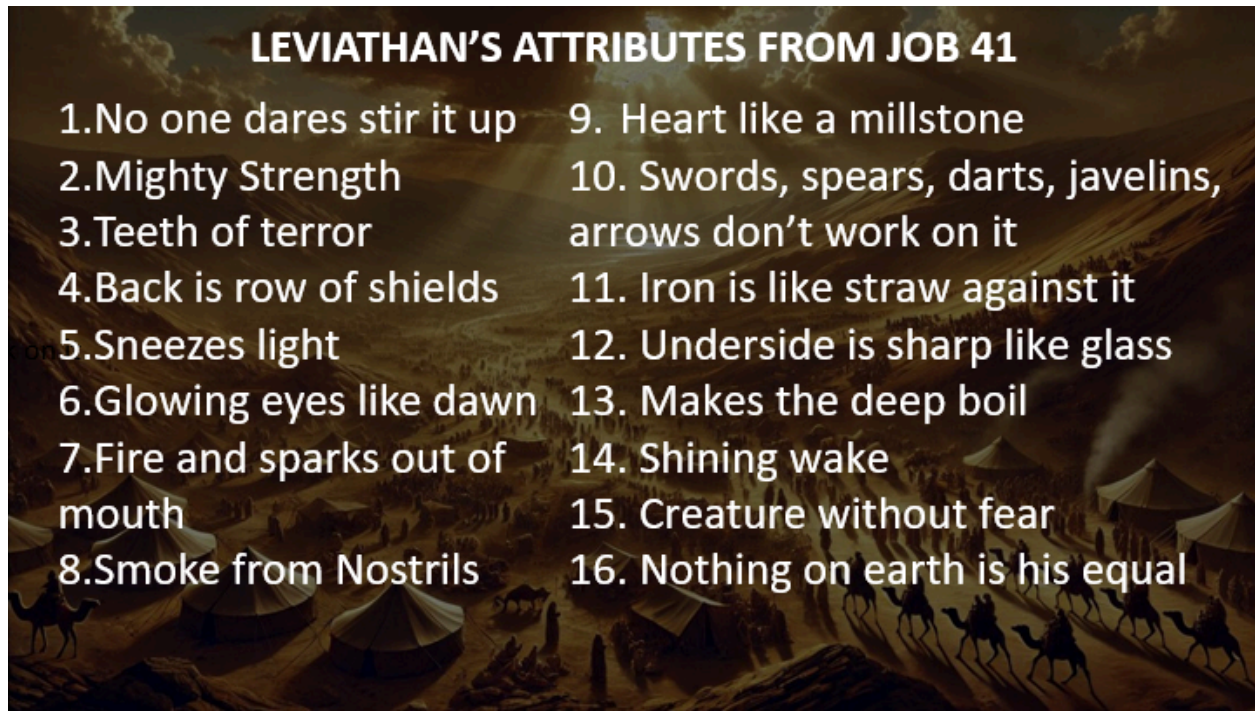 LEVIATHAN'S ATTRIBUTES FROM JOB 41
1.No one dares stir it up
2.Mighty Strength
3.Teeth of terror
4.Back is row of shields
on
5.Sneezes light
6.Glowing eyes like dawn
7.Fire and sparks out of
mouth
8.Smoke from Nostrils
9. Heart like a millstone
10. Swords, spears, darts, javelins,
arrows don't work on it
11. Iron is like straw against it
12. Underside is sharp like glass
13. Makes the deep boil
14. Shining wake
15. Creature without fear
16. Nothing on earth is his equal